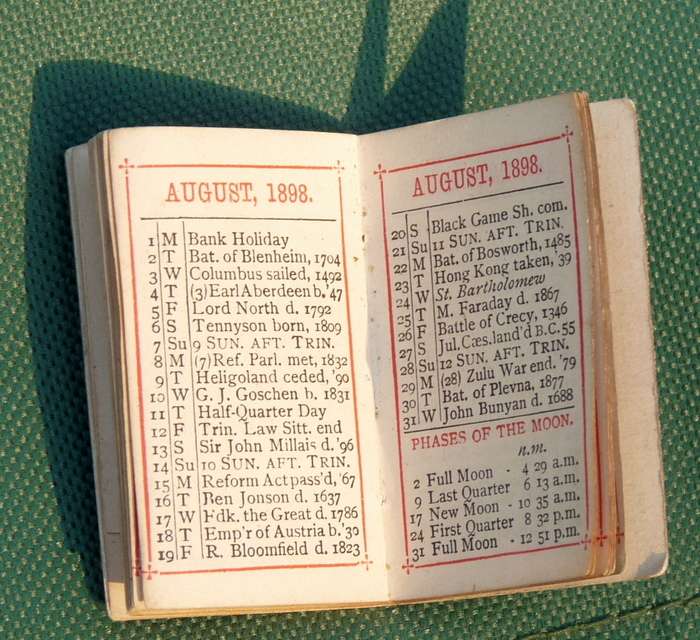 AUGUST, 1898.
1 M Bank Holiday
2 T Bat. of Blenheim, 1704
3 W Columbus sailed, 1492
4 T (3) Earl Aberdeen b. '47
5 F Lord North d. 1792
6 S Tennyson born, 1809
7 Su 9 SUN. AFT. TRIN.
8 M (7) Ref. Parl. met, 1832
9 T Heligoland ceded, '90
10 W G. J. Goschen b. 1831
11 T Half-Quarter Day
12 F Trin. Law Sitt. end
13 S Sir John Millais d. '96
14 Su 10 SUN. AFT. TRIN.
15 M Reform Act pass'd, '67
16 T Ben Jonson d. 1637
17 W Fdk. the Great d. 1786
18 T Emp'r of Austria b. '30
19 F R. Bloomfield d. 1823
AUGUST, 1898.
20 S Black Game Sh. com.
21 Su 11 SUN. AFT. TRIN.
22 M Bat. of Bosworth, 1485
23 T Hong Kong taken, '39
24 W St. Bartholomew
25 T M. Faraday d. 1867
26 F Battle of Crecy, 1346
27 S Jul. Cæs. land'd B.C. 55
28 Su 12 SUN. AFT. TRIN.
29 M (28) Zulu War end. '79
30 T Bat. of Plevna, 1877
31 W John Bunyan d. 1688
PHASES OF THE MOON.
n.m.
2 Full Moon - 4 29 a.m.
9 Last Quarter 6 13 a.m.
17 New Moon - 10 35 a.m.
24 First Quarter 8 32 p.m.
31 Full Moon - 12 51 p.m.